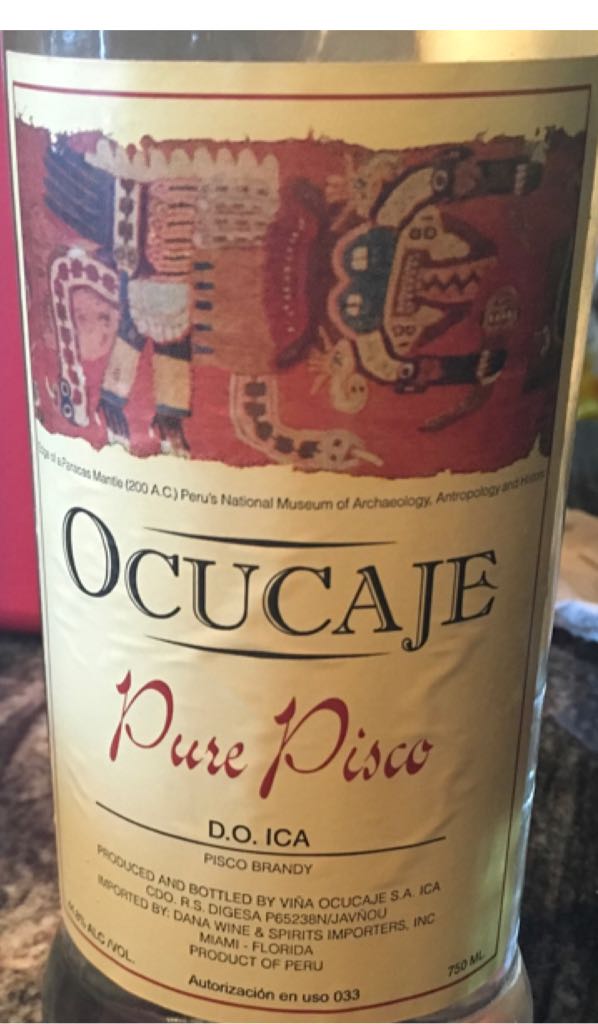 of a Paracas Mantle (200 A.C.) Peru's National Museum of Archaeology, Antropology and
OCUCAJE
Pure Pisco
D.O. ICA
PISCO BRANDY
PRODUCED AND BOTTLED BY VIÑA OCUCAJE S.A. ICA
CDO. R.S. DIGESA P65238N/JAVÑOU
IMPORTED BY: DANA WINE & SPIRITS IMPORTERS, INC
MIAMI - FLORIDA
PRODUCT OF PERU
ALC /VOL.
750 ML
Autorización en uso 033